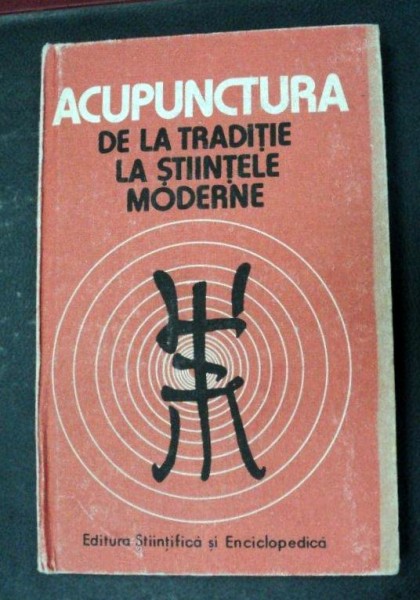 ACUPUNCTURA
DE LA TRADIȚIE
LA ȘTIINȚELE
MODERNE
Editura Științifică și Enciclopedică